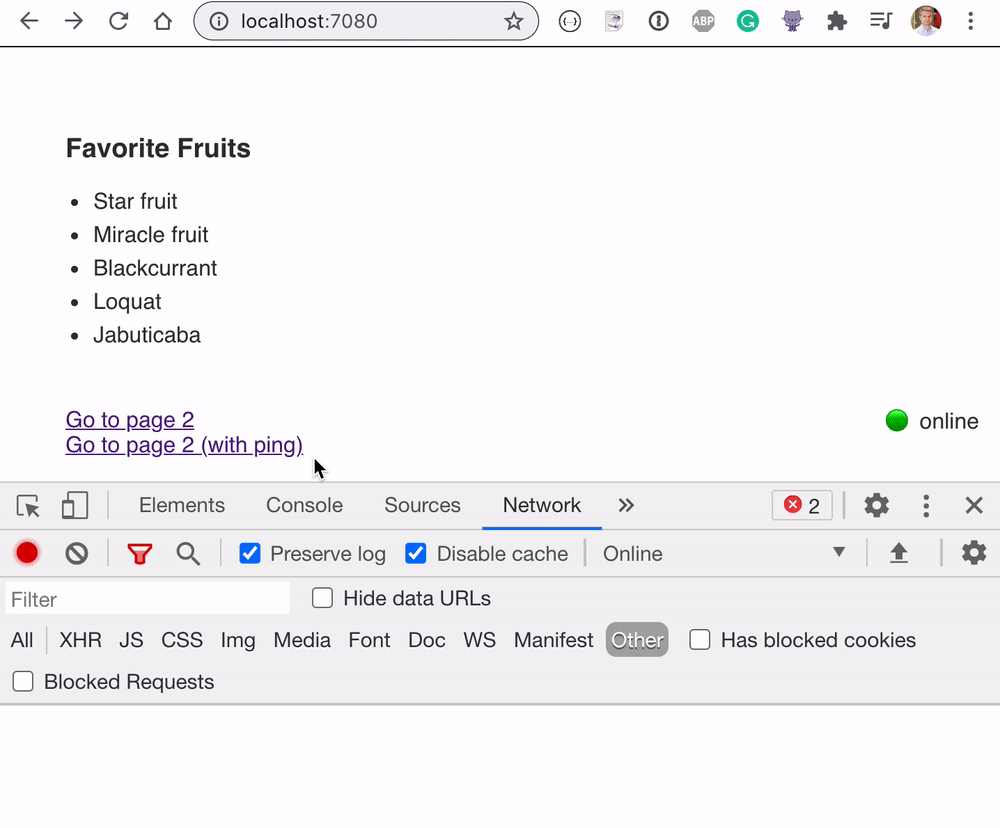 localhost:7080
ABP
Favorite Fruits
Star fruit
Miracle fruit
Blackcurrant
Loquat
Jabuticaba
Go to page 2
online
Go to page 2 (with ping)
Elements Console Sources Network » 2
Preserve log Disable cache Online
Filter Hide data URLs
All XHR JS CSS Img Media Font Doc WS Manifest Other Has blocked cookies
Blocked Requests